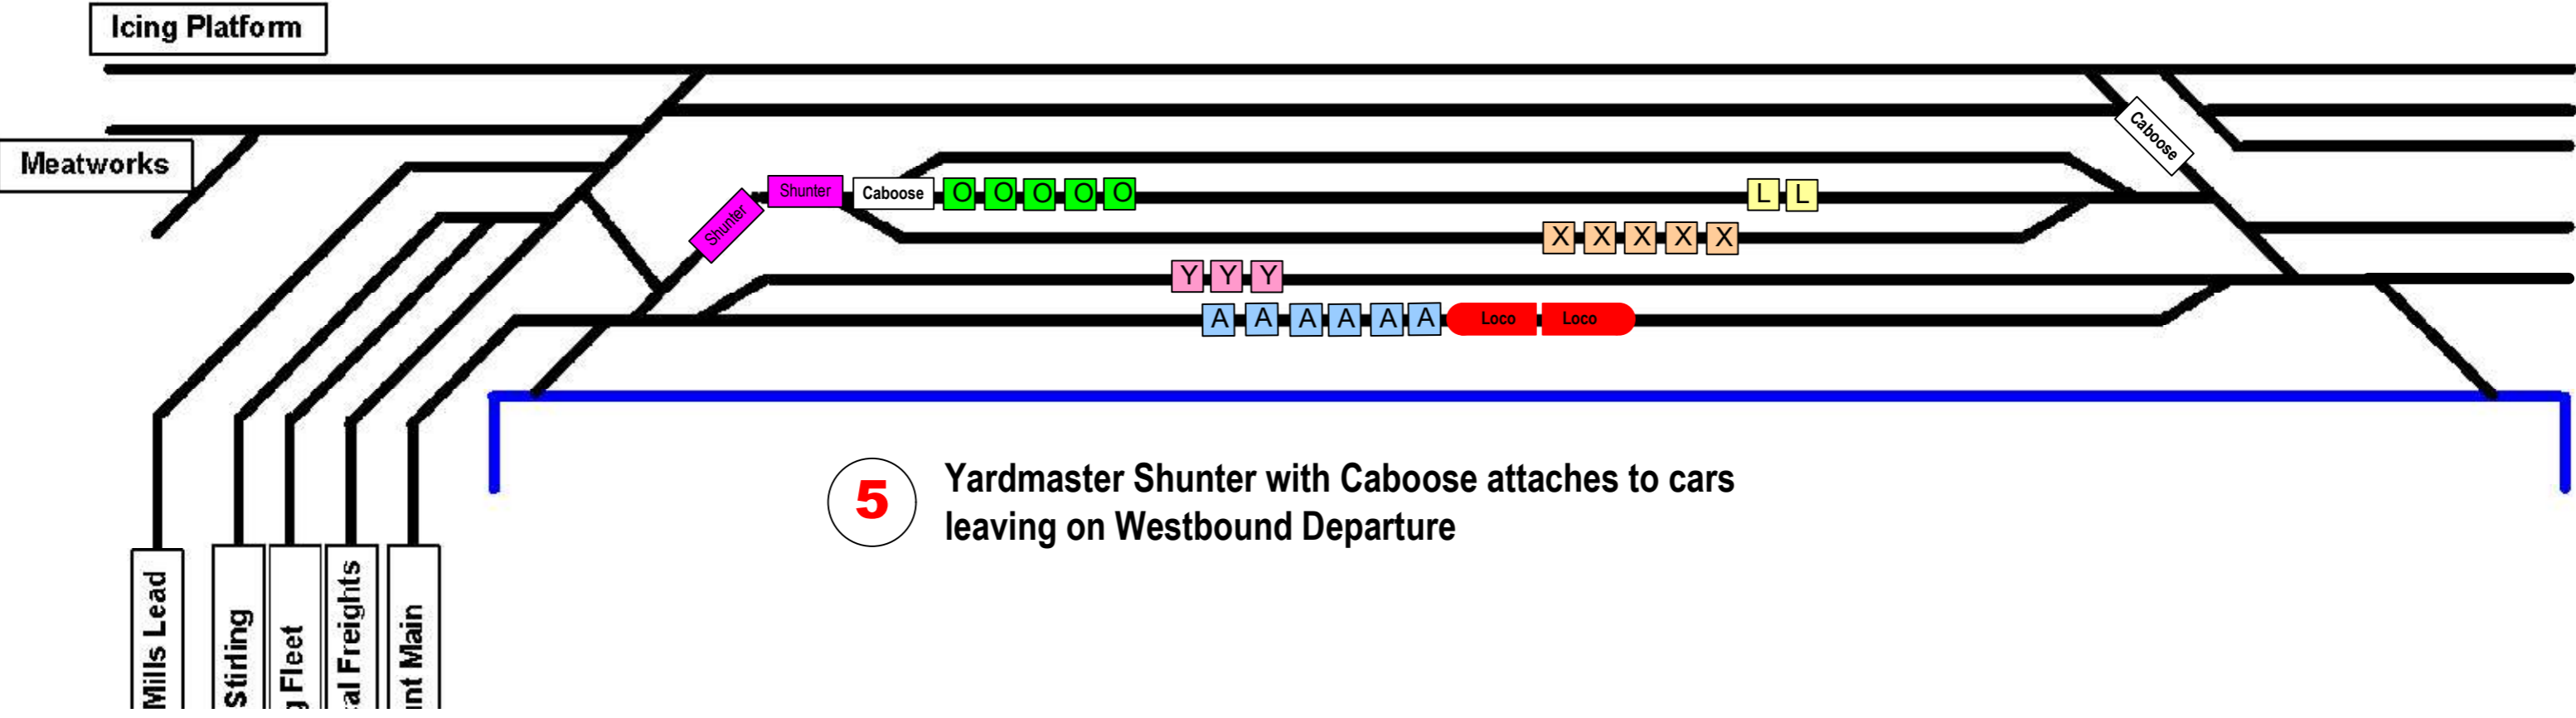 Icing Platform
Meatworks
Caboose
Shunter
Shunter
Caboose
O O O O O
L L
X X X X X
Y Y Y
A A A A A A
Loco Loco
5
Yardmaster Shunter with Caboose attaches to cars
leaving on Westbound Departure
Mills Lead
Stirling
Fleet
Freights
Main